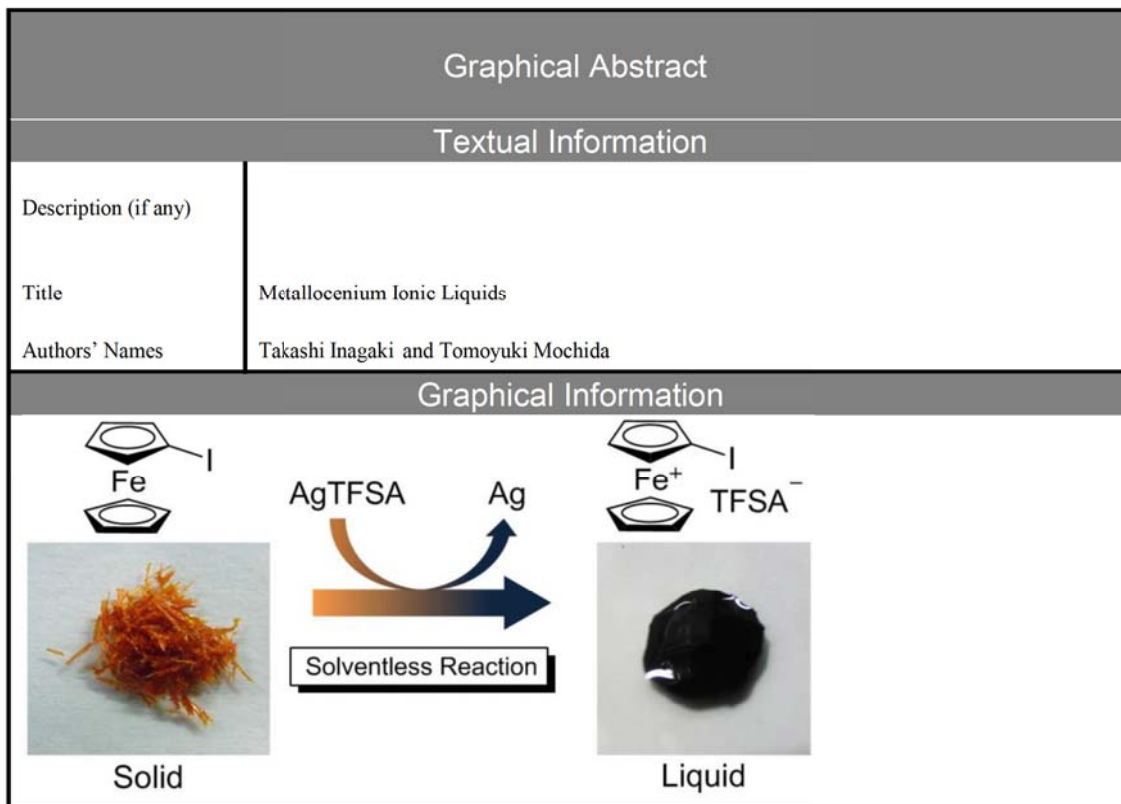 Graphical Abstract
Textual Information
Description (if any)
Title Metallocenium Ionic Liquids
Authors’ Names Takashi Inagaki and Tomoyuki Mochida
Graphical Information
I
Fe
AgTFSA Ag
I
Fe⁺
TFSA⁻
Solventless Reaction
Solid Liquid